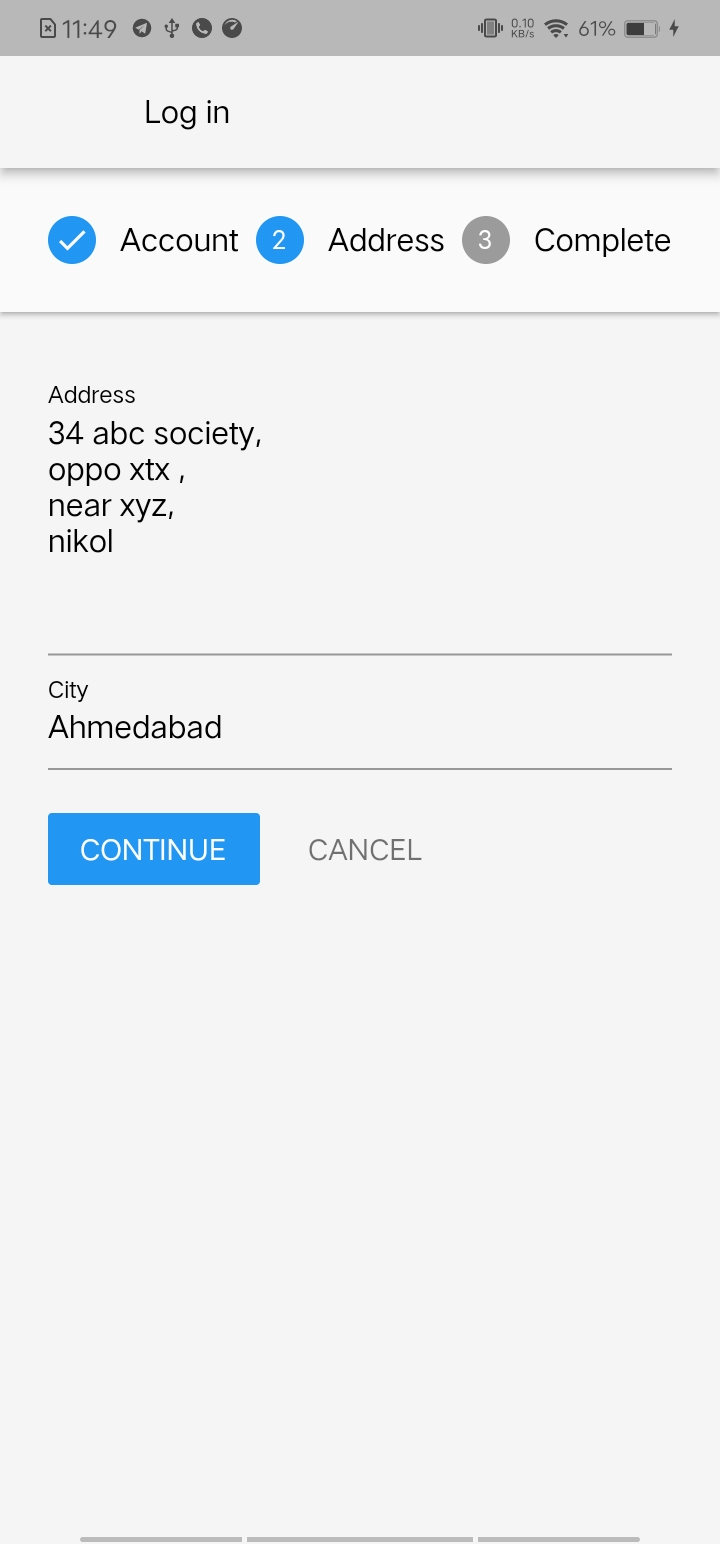 11:49 0.10 KB/s 61%
Log in
Account 2 Address 3 Complete
Address
34 abc society,
oppo xtx ,
near xyz,
nikol
City
Ahmedabad
CONTINUE CANCEL